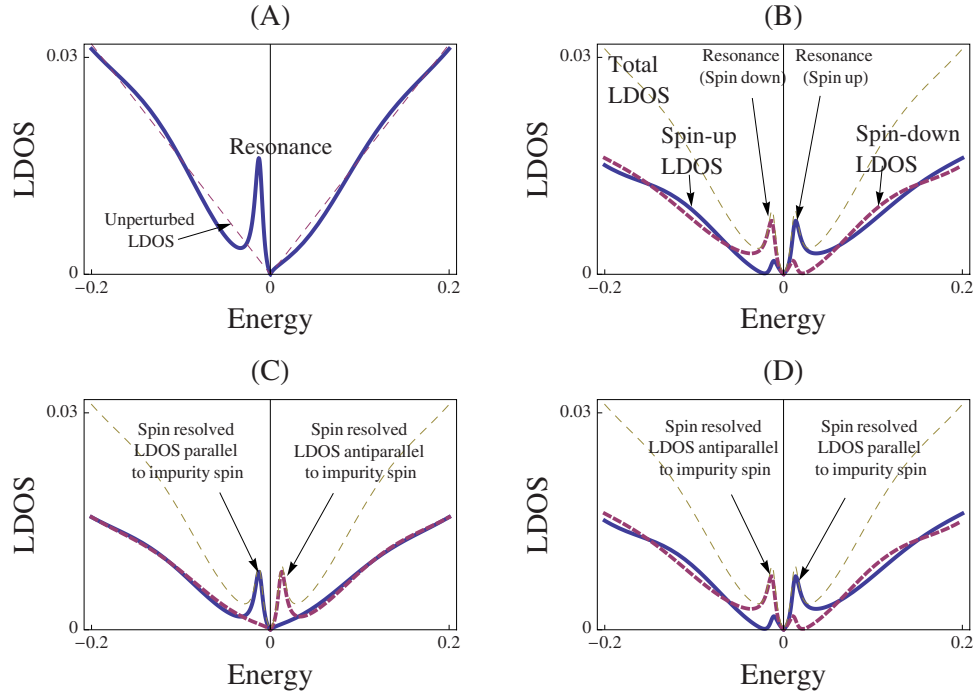 (A)
0.03
LDOS
Resonance
Unperturbed
LDOS
0
−0.2
0
0.2
Energy
(B)
0.03
LDOS
Total
LDOS
Resonance
(Spin down)
Resonance
(Spin up)
Spin-up
LDOS
Spin-down
LDOS
0
−0.2
0
0.2
Energy
(C)
0.03
LDOS
Spin resolved
LDOS parallel
to impurity spin
Spin resolved
LDOS antiparallel
to impurity spin
0
−0.2
0
0.2
Energy
(D)
0.03
LDOS
Spin resolved
LDOS antiparallel
to impurity spin
Spin resolved
LDOS parallel
to impurity spin
0
−0.2
0
0.2
Energy